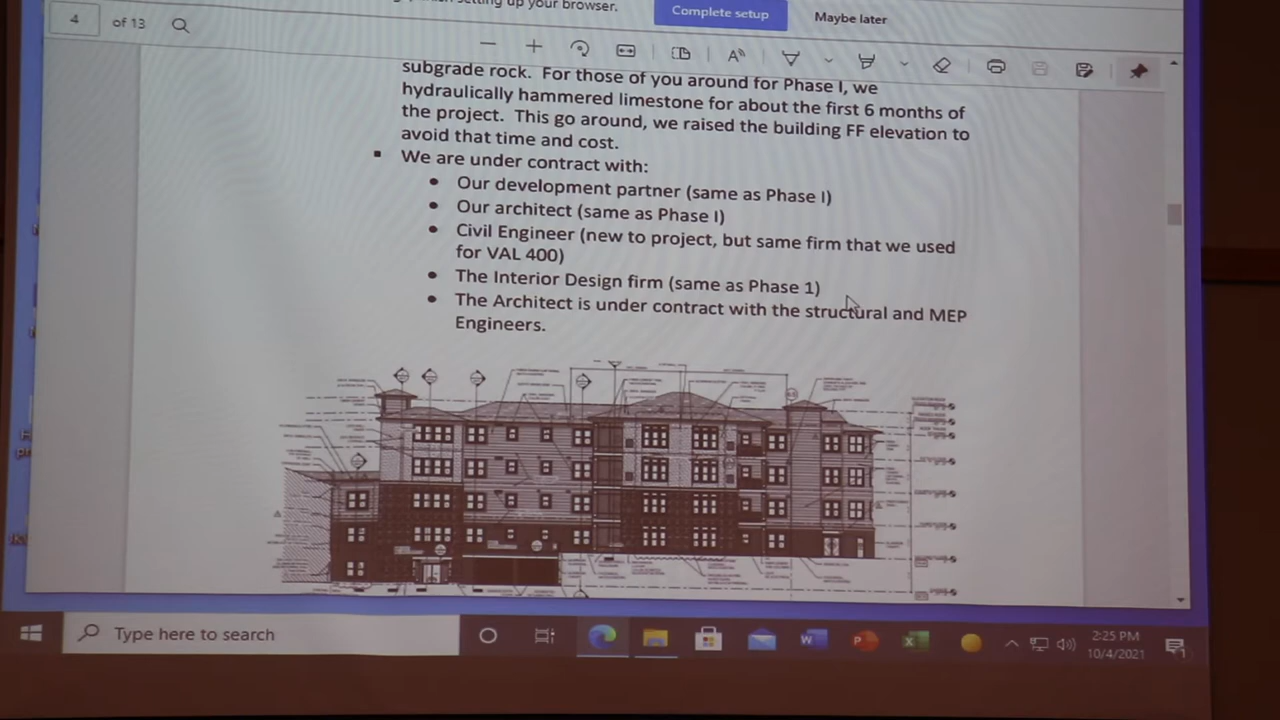 setting up your browser.
Complete setup
Maybe later
4
of 13
subgrade rock. For those of you around for Phase I, we
hydraulically hammered limestone for about the first 6 months of
the project. This go around, we raised the building FF elevation to
avoid that time and cost.
▪ We are under contract with:
• Our development partner (same as Phase I)
• Our architect (same as Phase I)
• Civil Engineer (new to project, but same firm that we used
for VAL 400)
• The Interior Design firm (same as Phase 1)
• The Architect is under contract with the structural and MEP
Engineers.
Type here to search
2:25 PM
10/4/2021